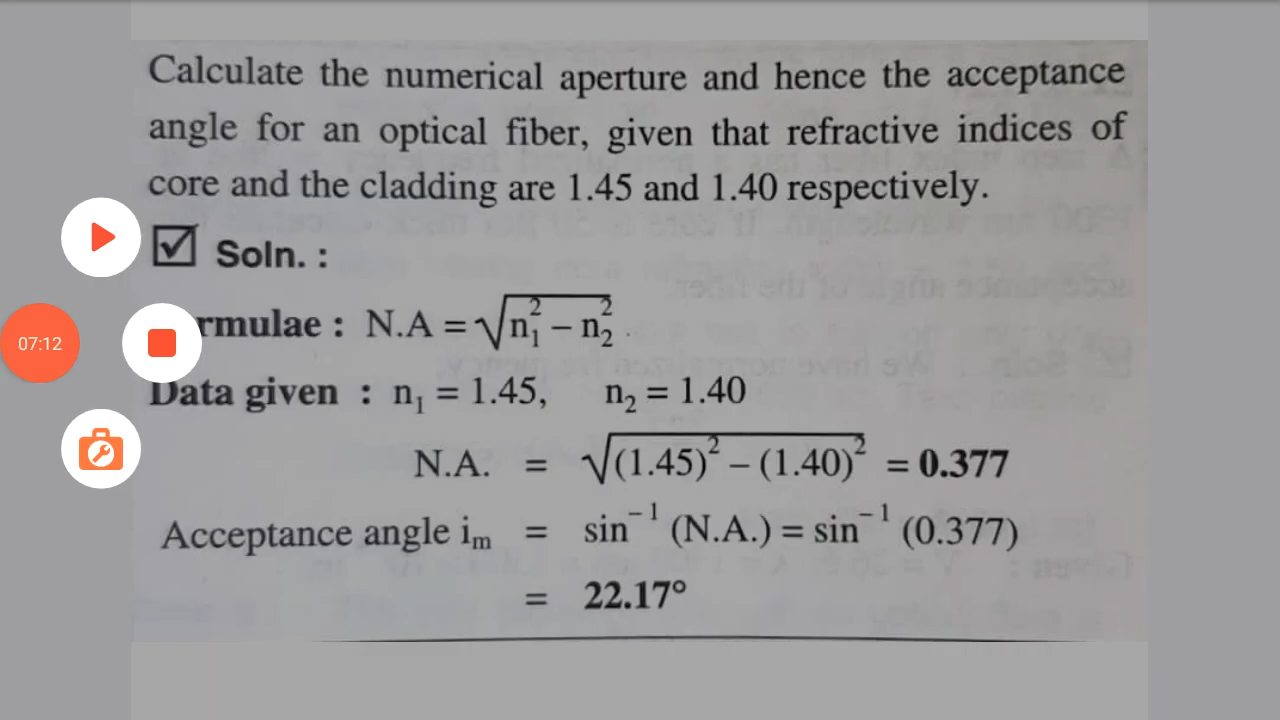 Calculate the numerical aperture and hence the acceptance
angle for an optical fiber, given that refractive indices of
core and the cladding are 1.45 and 1.40 respectively.
☑ Soln. :
rmulae : N.A = √(n₁² – n₂²)
07:12
Data given : n₁ = 1.45, n₂ = 1.40
N.A. = √((1.45)² – (1.40)²) = 0.377
Acceptance angle iₘ = sin⁻¹ (N.A.) = sin⁻¹ (0.377)
= 22.17°